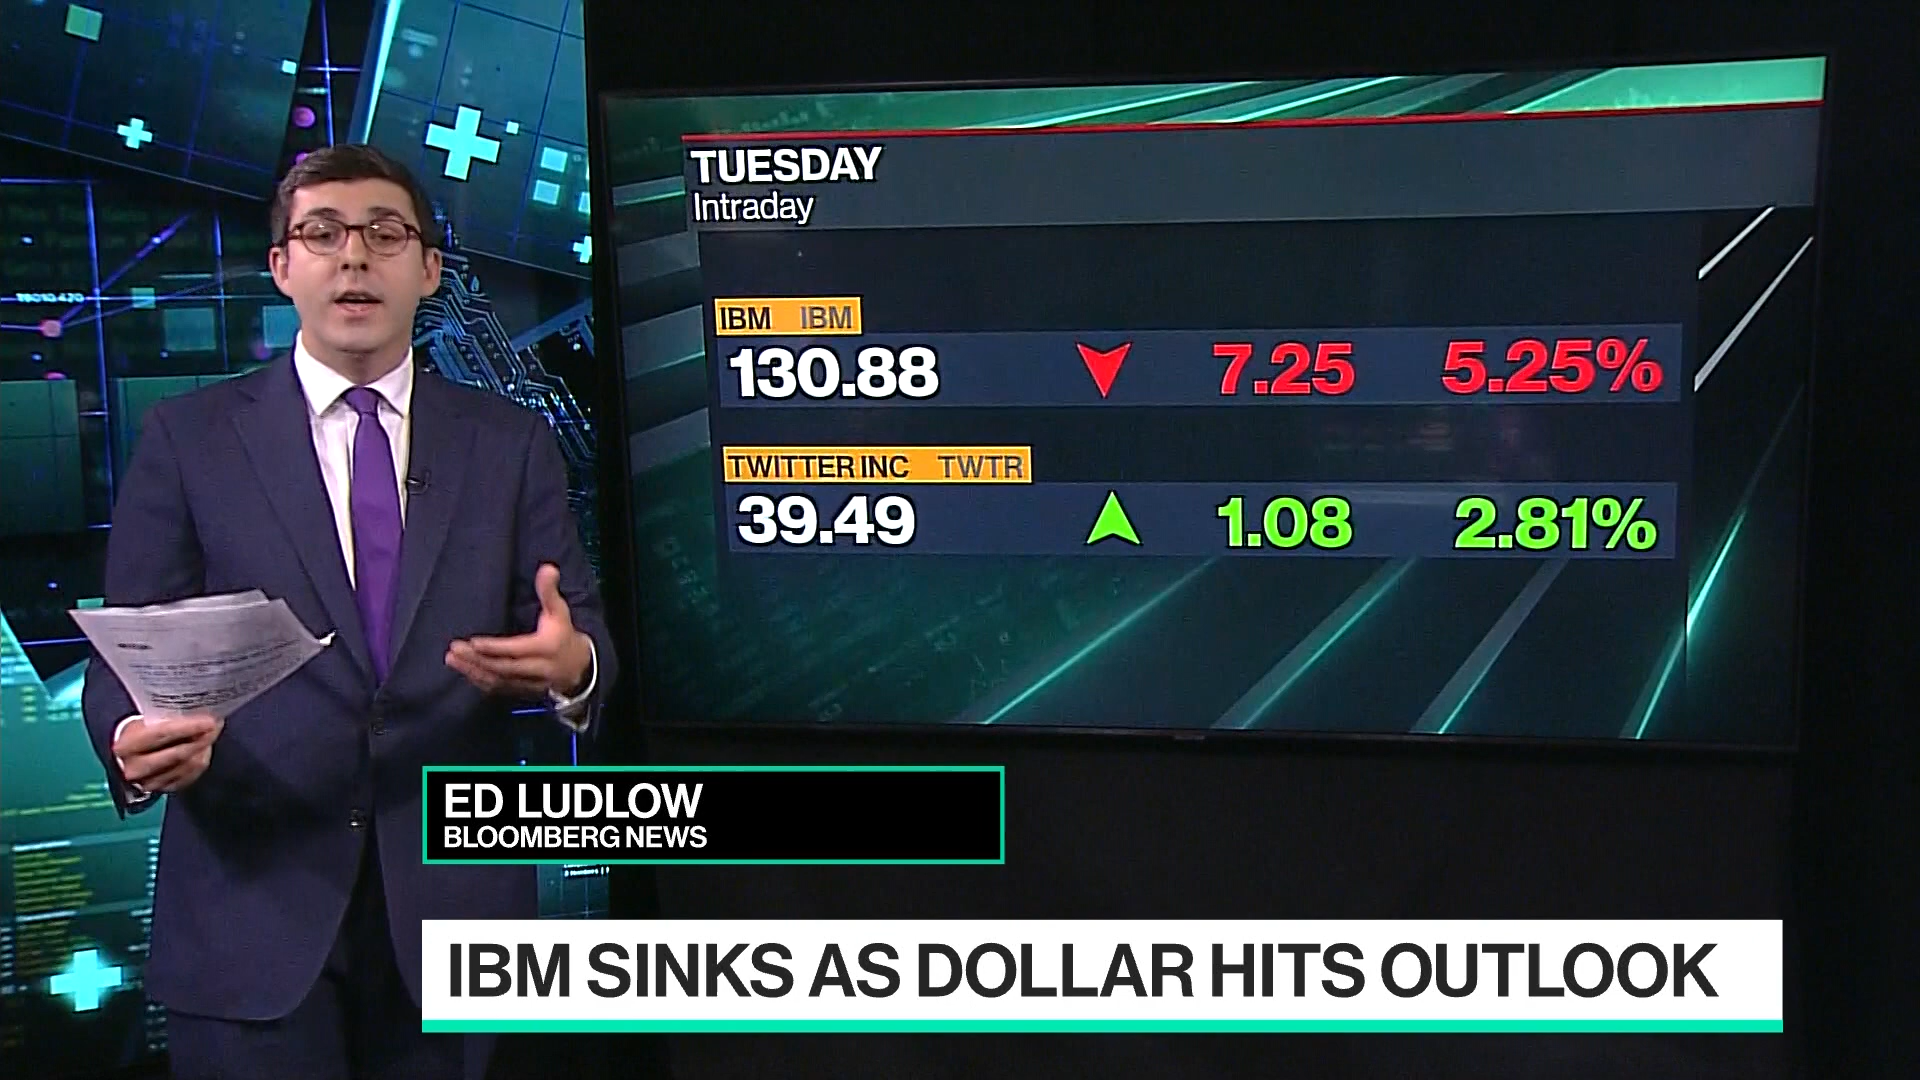 TUESDAY
Intraday
IBM IBM
130.88 7.25 5.25%
TWITTER INC TWTR
39.49 1.08 2.81%
ED LUDLOW
BLOOMBERG NEWS
IBM SINKS AS DOLLAR HITS OUTLOOK